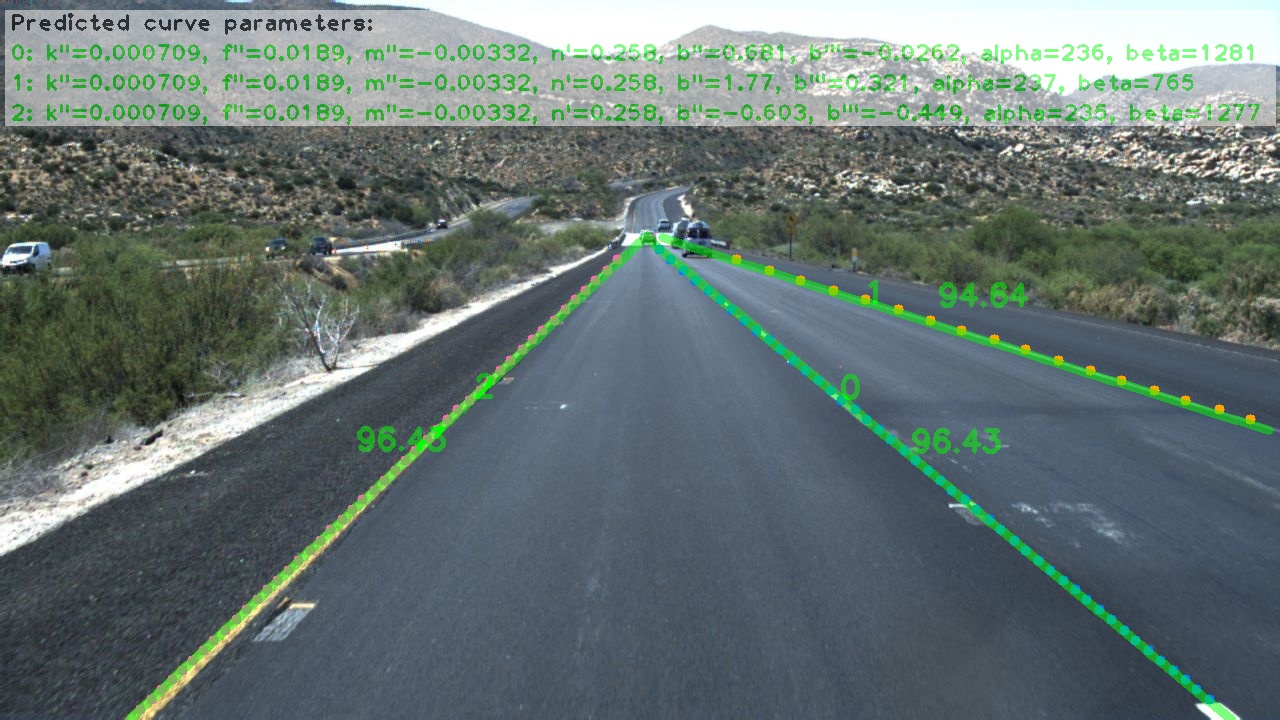 Predicted curve parameters:
0: k''=0.000709, f''=0.0189, m''=-0.00332, n'=0.258, b''=0.681, b'''=-0.0262, alpha=236, beta=1281
1: k''=0.000709, f''=0.0189, m''=-0.00332, n'=0.258, b''=1.77, b'''=0.321, alpha=237, beta=765
2: k''=0.000709, f''=0.0189, m''=-0.00332, n'=0.258, b''=-0.603, b'''=-0.449, alpha=235, beta=1277
1 94.64
2 0
96.43 96.43